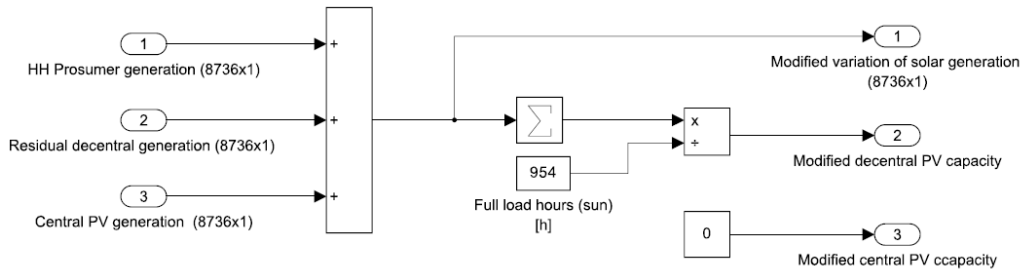 1
HH Prosumer generation (8736x1)
2
Residual decentral generation (8736x1)
3
Central PV generation  (8736x1)
+
+
+
Σ
954
Full load hours (sun)
[h]
x
÷
0
1
Modified variation of solar generation
(8736x1)
2
Modified decentral PV capacity
3
Modified central PV ccapacity